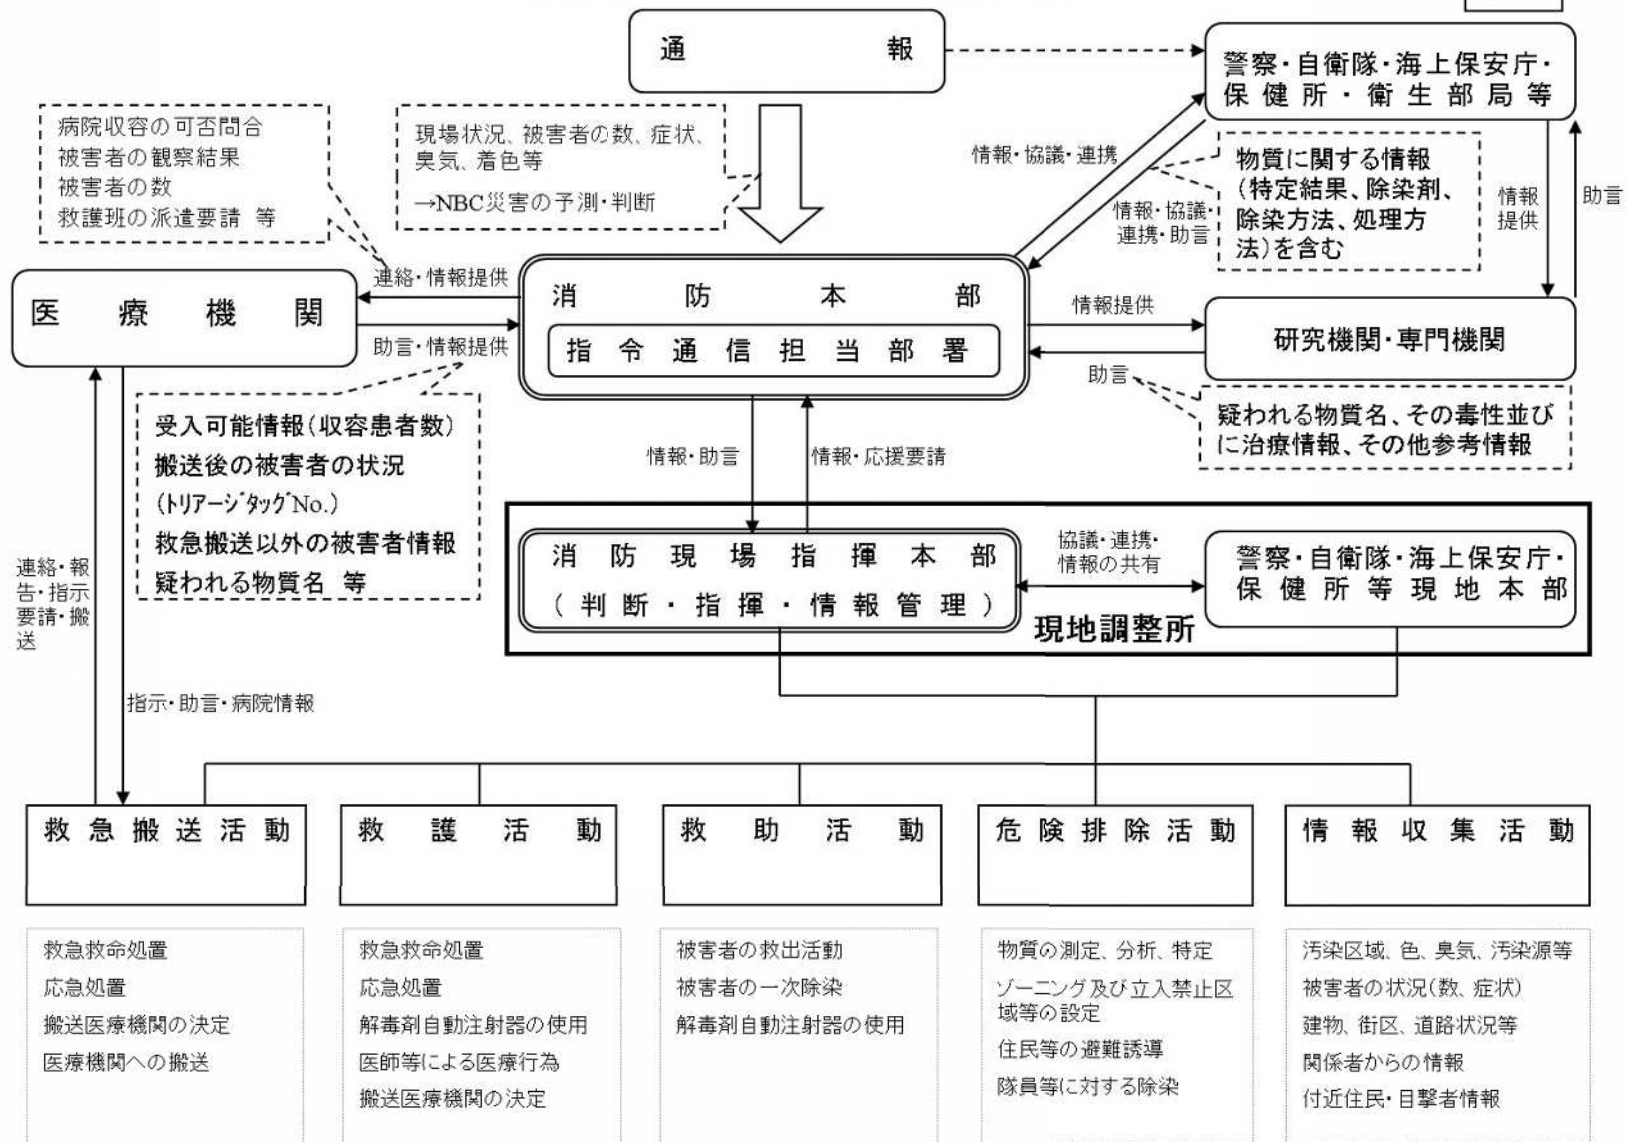 通報
警察・自衛隊・海上保安庁・
保健所・衛生部局等
病院収容の可否問合
被害者の観察結果
被害者の数
救護班の派遣要請 等
現場状況、被害者の数、症状、
臭気、着色等
→NBC災害の予測・判断
情報・協議・連携
情報・協議・
連携・助言
物質に関する情報
(特定結果、除染剤、
除染方法、処理方
法)を含む
情報
提供
助言
医療機関
連絡・情報提供
助言・情報提供
消防本部
指令通信担当部署
情報提供
助言
研究機関・専門機関
疑われる物質名、その毒性並び
に治療情報、その他参考情報
受入可能情報(収容患者数)
搬送後の被害者の状況
(ﾄﾘｱｰｼﾞﾀｯｸﾞNo.)
救急搬送以外の被害者情報
疑われる物質名 等
情報・助言
情報・応援要請
消防現場指揮本部
(判断・指揮・情報管理)
協議・連携・
情報の共有
警察・自衛隊・海上保安庁・
保健所等現地本部
現地調整所
連絡・報
告・指示
要請・搬
送
指示・助言・病院情報
救急搬送活動
救護活動
救助活動
危険排除活動
情報収集活動
救急救命処置
応急処置
搬送医療機関の決定
医療機関への搬送
救急救命処置
応急処置
解毒剤自動注射器の使用
医師等による医療行為
搬送医療機関の決定
被害者の救出活動
被害者の一次除染
解毒剤自動注射器の使用
物質の測定、分析、特定
ゾーニング及び立入禁止区
域等の設定
住民等の避難誘導
隊員等に対する除染
汚染区域、色、臭気、汚染源等
被害者の状況(数、症状)
建物、街区、道路状況等
関係者からの情報
付近住民・目撃者情報